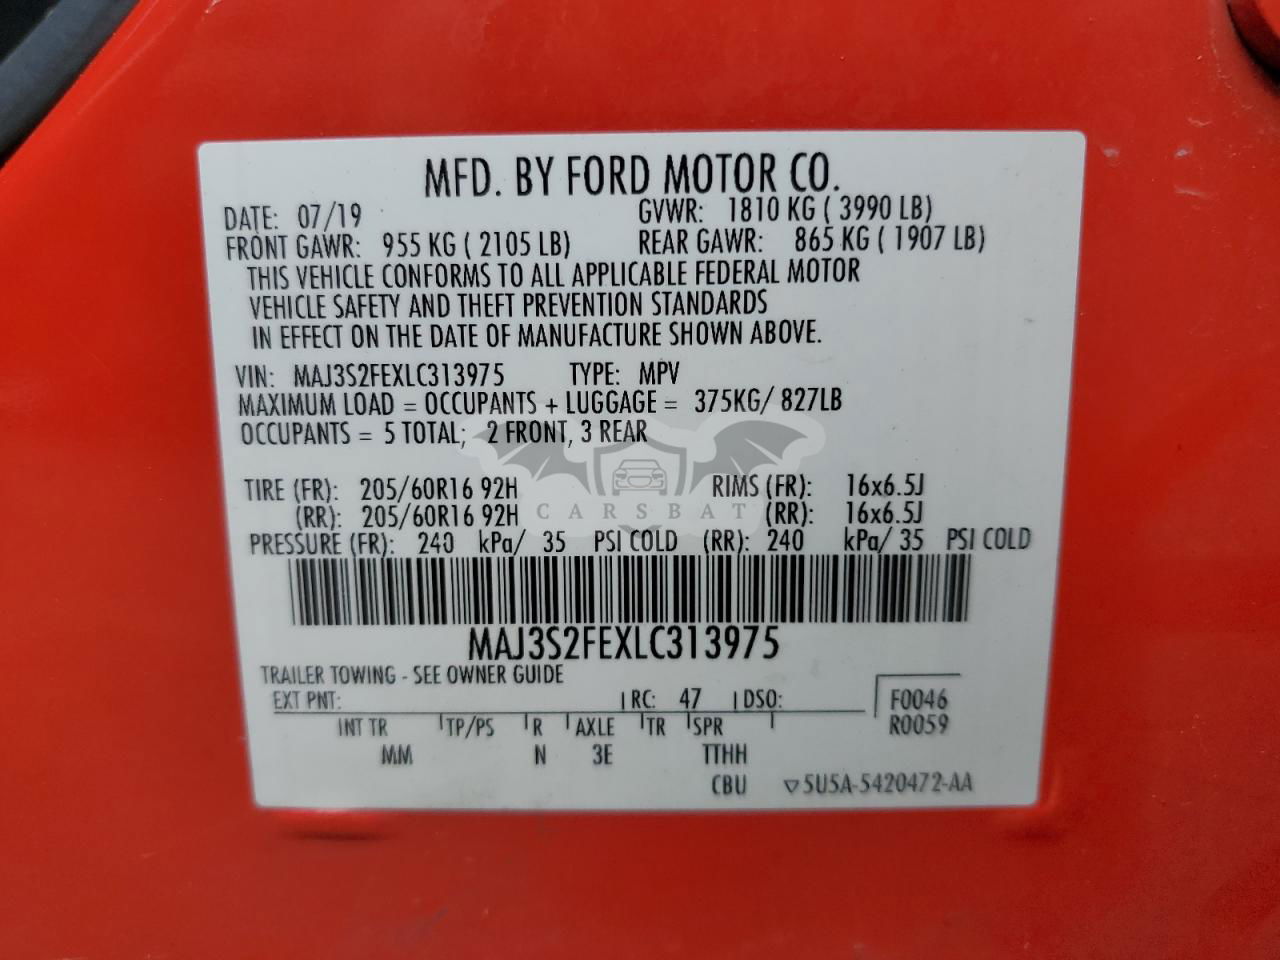 MFD. BY FORD MOTOR CO.
DATE: 07/19 GVWR: 1810 KG ( 3990 LB)
FRONT GAWR: 955 KG ( 2105 LB) REAR GAWR: 865 KG ( 1907 LB)
THIS VEHICLE CONFORMS TO ALL APPLICABLE FEDERAL MOTOR
VEHICLE SAFETY AND THEFT PREVENTION STANDARDS
IN EFFECT ON THE DATE OF MANUFACTURE SHOWN ABOVE.
VIN: MAJ3S2FEXLC313975 TYPE: MPV
MAXIMUM LOAD = OCCUPANTS + LUGGAGE = 375KG/ 827LB
OCCUPANTS = 5 TOTAL; 2 FRONT, 3 REAR
TIRE (FR): 205/60R16 92H RIMS (FR): 16x6.5J
(RR): 205/60R16 92H CARSBAT (RR): 16x6.5J
PRESSURE (FR): 240 kPa/ 35 PSI COLD (RR): 240 kPa/ 35 PSI COLD
MAJ3S2FEXLC313975
TRAILER TOWING - SEE OWNER GUIDE
EXT PNT: RC: 47 DSO: F0046
INT TR TP/PS R AXLE TR SPR R0059
MM N 3E TTHH
CBU ▽5U5A-5420472-AA